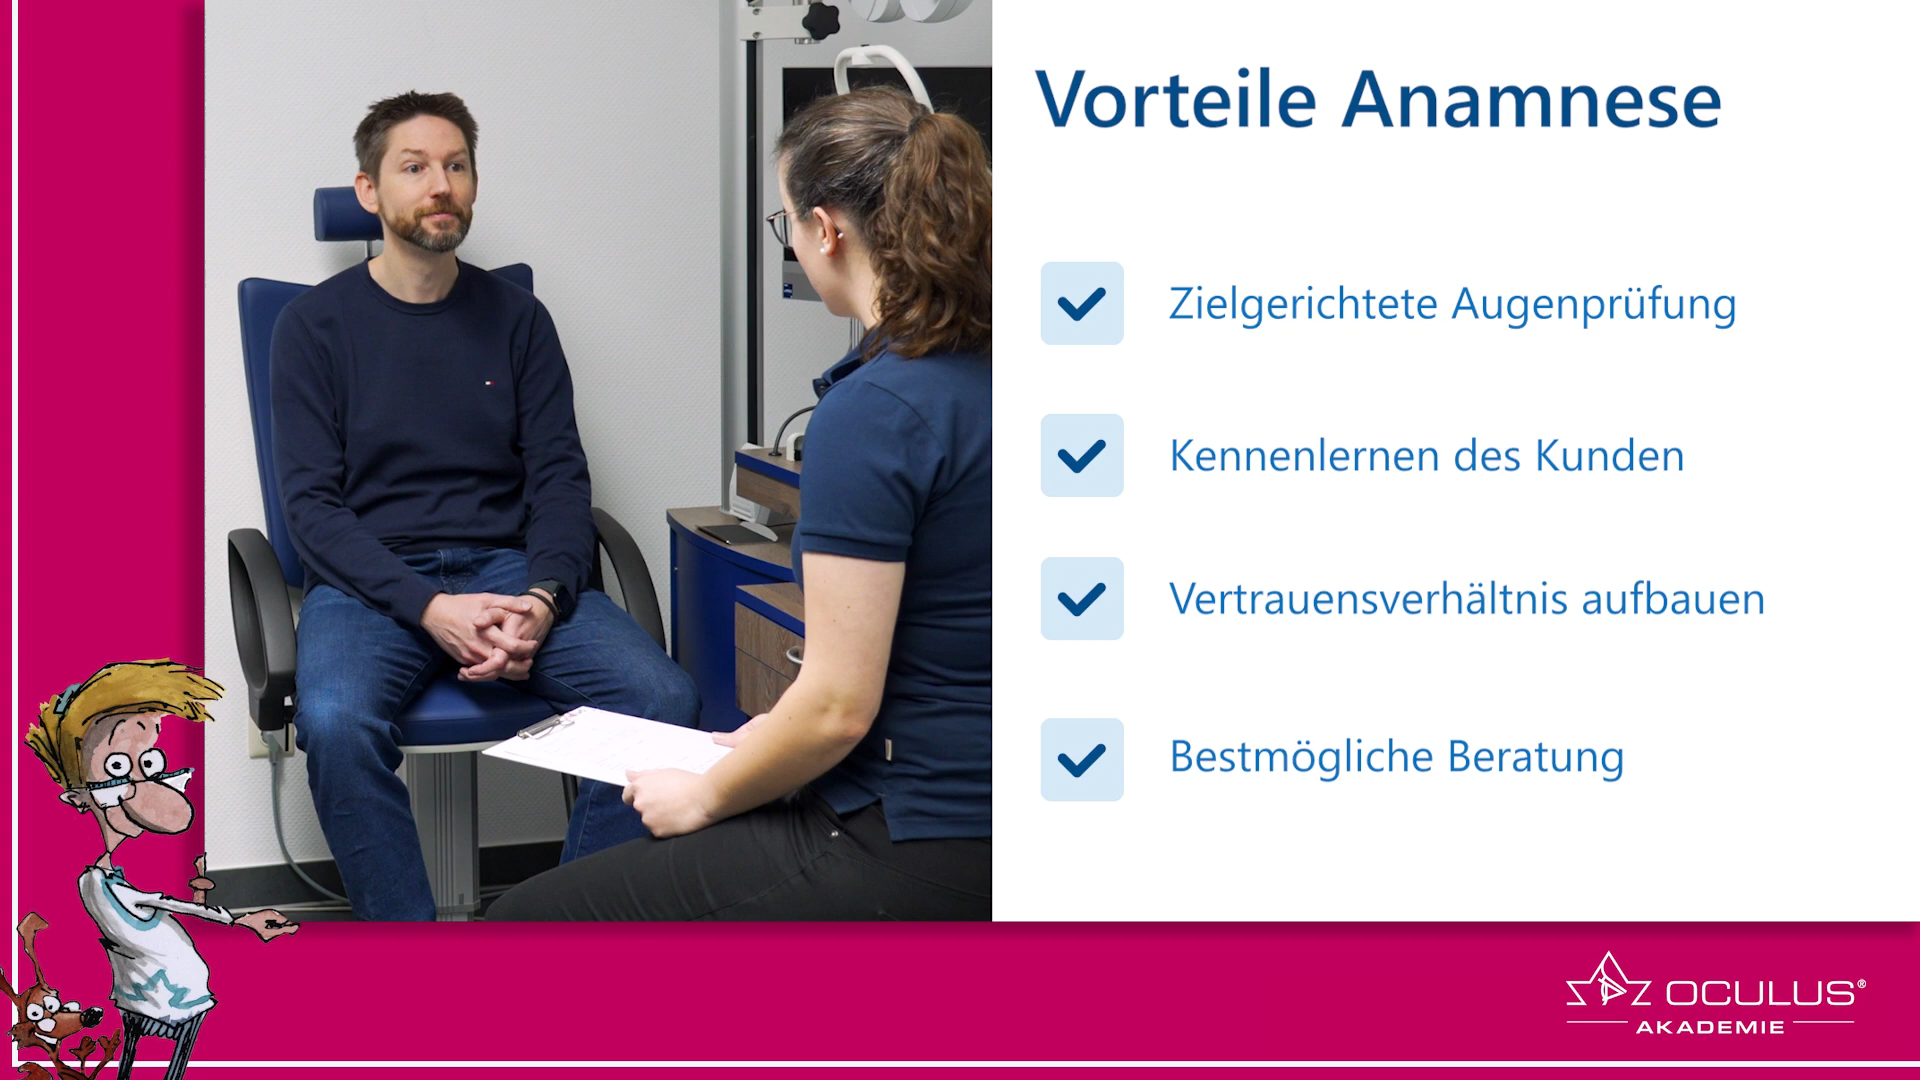 Vorteile Anamnese
Zielgerichtete Augenprüfung
Kennenlernen des Kunden
Vertrauensverhältnis aufbauen
Bestmögliche Beratung
OCULUS®
AKADEMIE